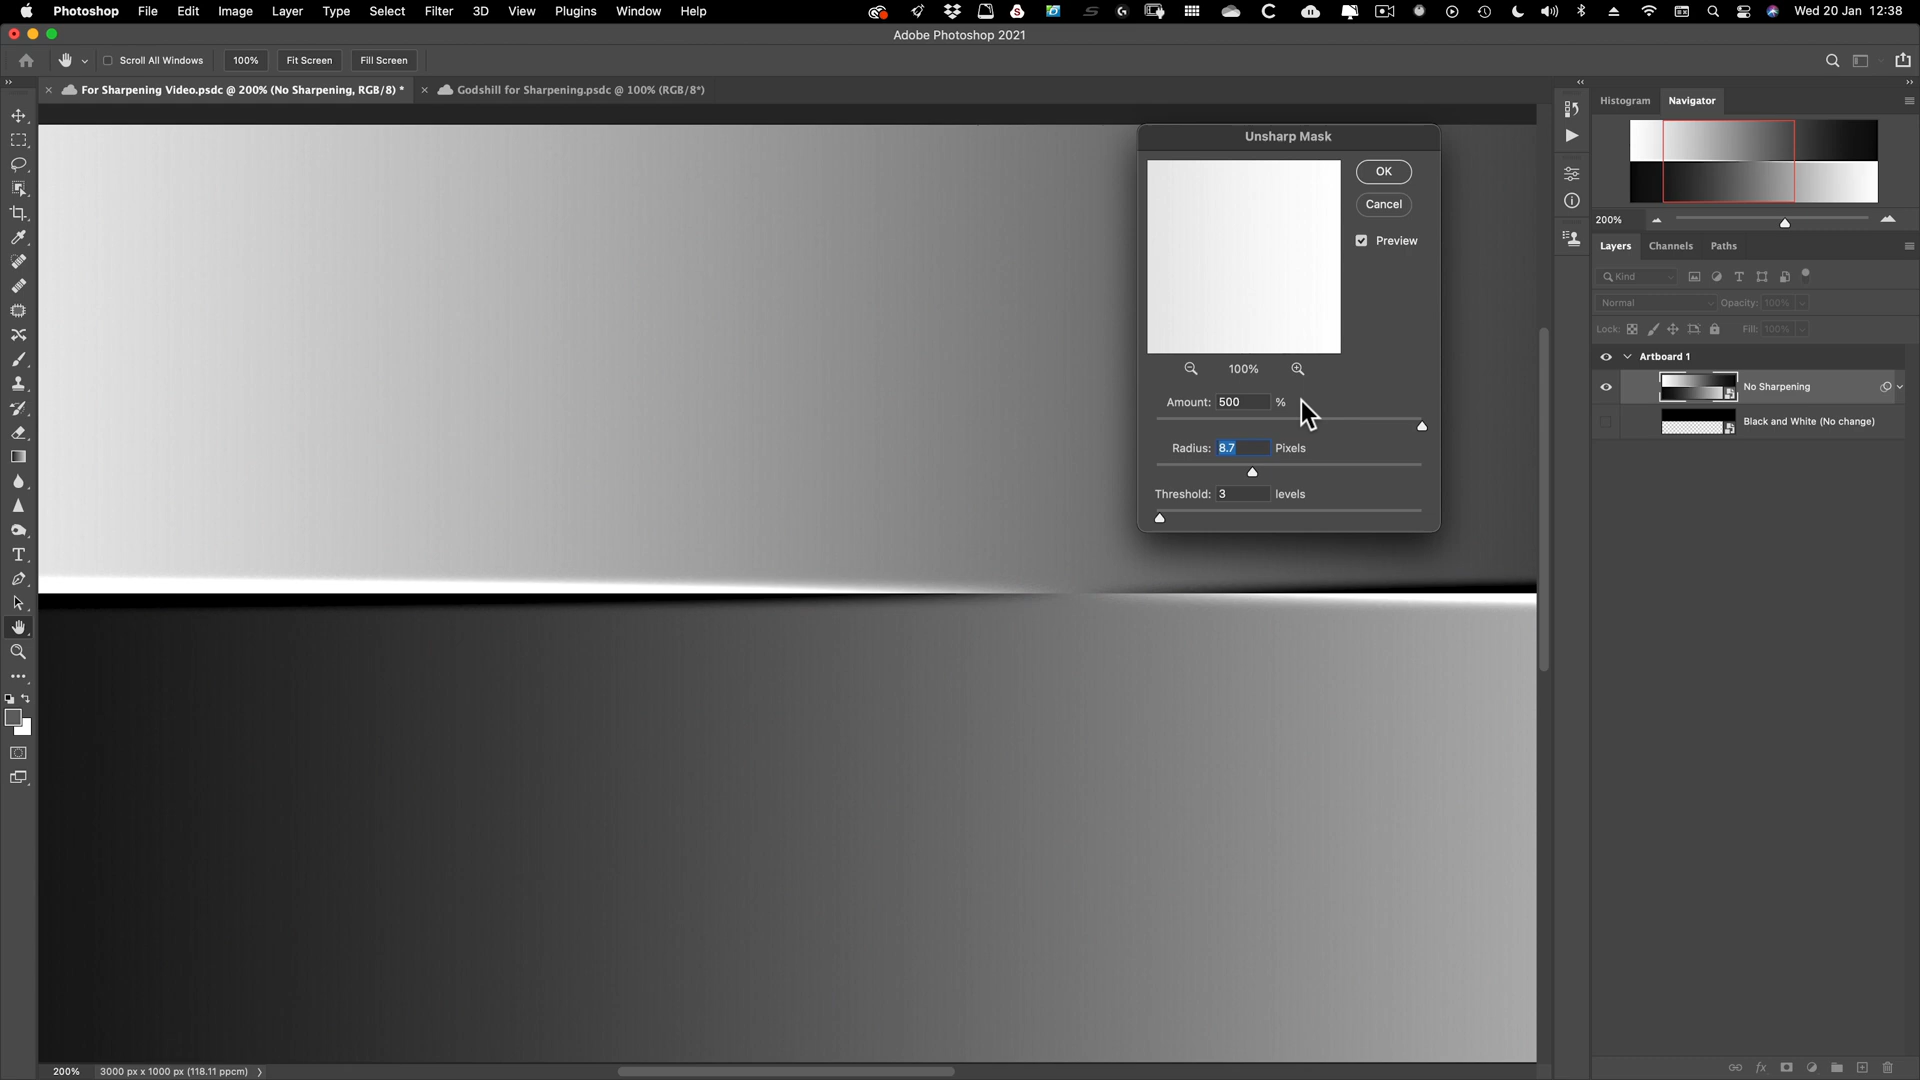 Photoshop File Edit Image Layer Type Select Filter 3D View Plugins Window Help Wed 20 Jan 12:38
Adobe Photoshop 2021
Scroll All Windows 100% Fit Screen Fill Screen
For Sharpening Video.psdc @ 200% (No Sharpening, RGB/8) * Godshill for Sharpening.psdc @ 100% (RGB/8*)
Histogram Navigator
200%
Layers Channels Paths
Kind
Normal Opacity: 100%
Lock: Fill: 100%
Artboard 1
No Sharpening
Black and White (No change)
Unsharp Mask
OK
Cancel
Preview
100%
Amount: 500 %
Radius: 8.7 Pixels
Threshold: 3 levels
200% 3000 px x 1000 px (118.11 ppcm)